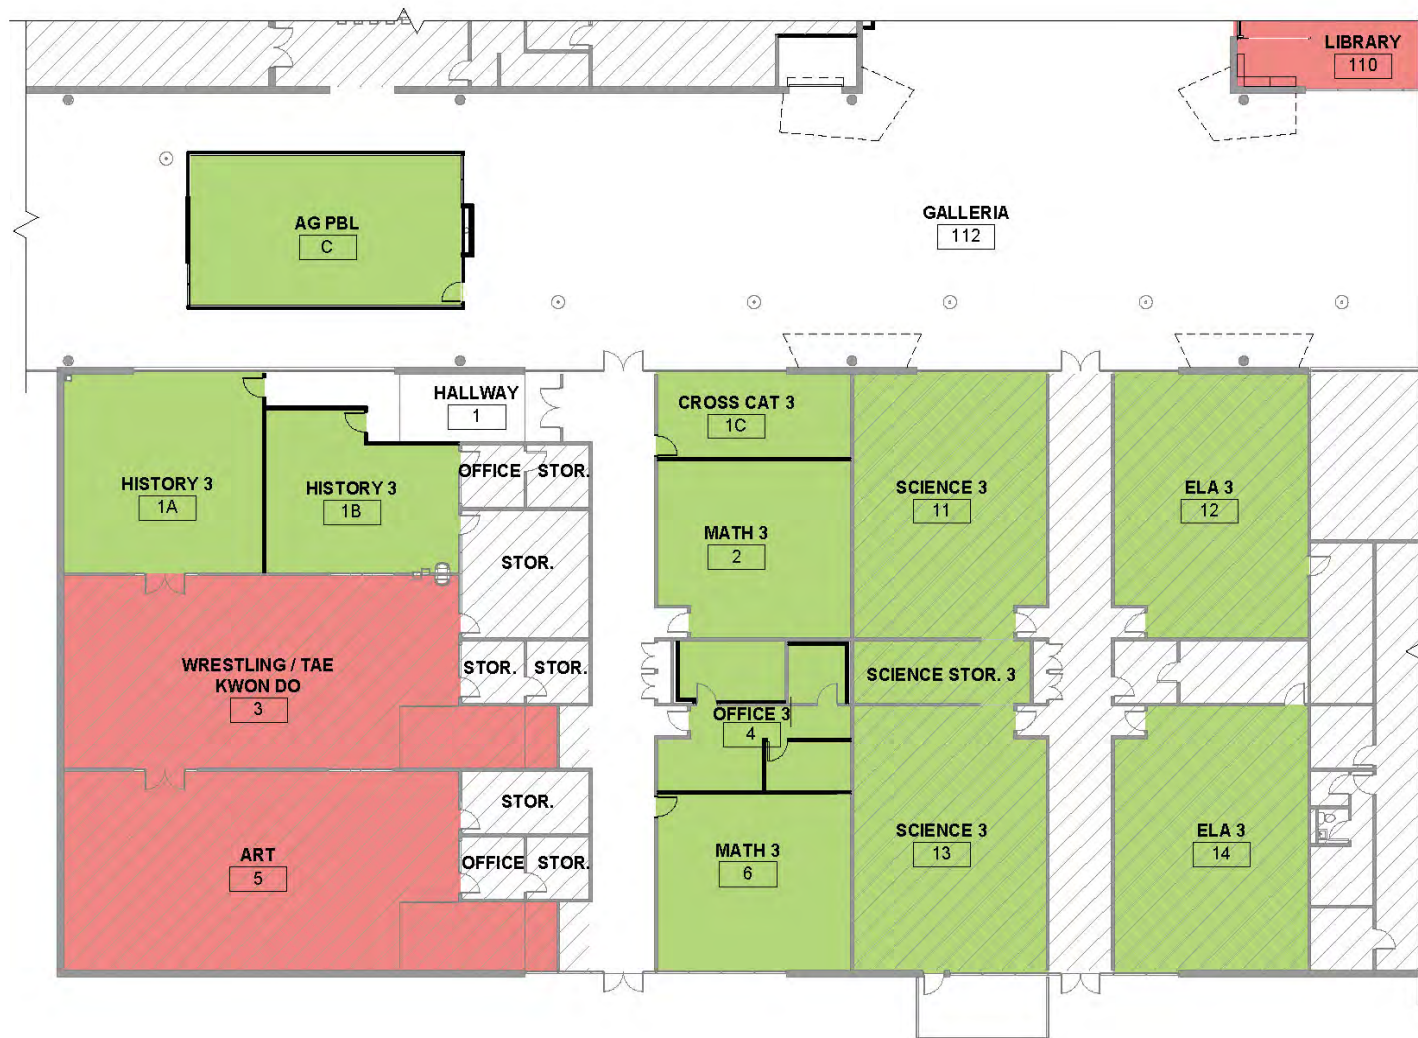 LIBRARY
110
AG PBL
C
GALLERIA
112
HALLWAY
1
CROSS CAT 3
1C
OFFICE
STOR.
HISTORY 3
1A
HISTORY 3
1B
SCIENCE 3
11
ELA 3
12
MATH 3
2
STOR.
WRESTLING / TAE
KWON DO
3
STOR.
STOR.
SCIENCE STOR. 3
OFFICE 3
4
STOR.
ART
5
OFFICE
STOR.
MATH 3
6
SCIENCE 3
13
ELA 3
14